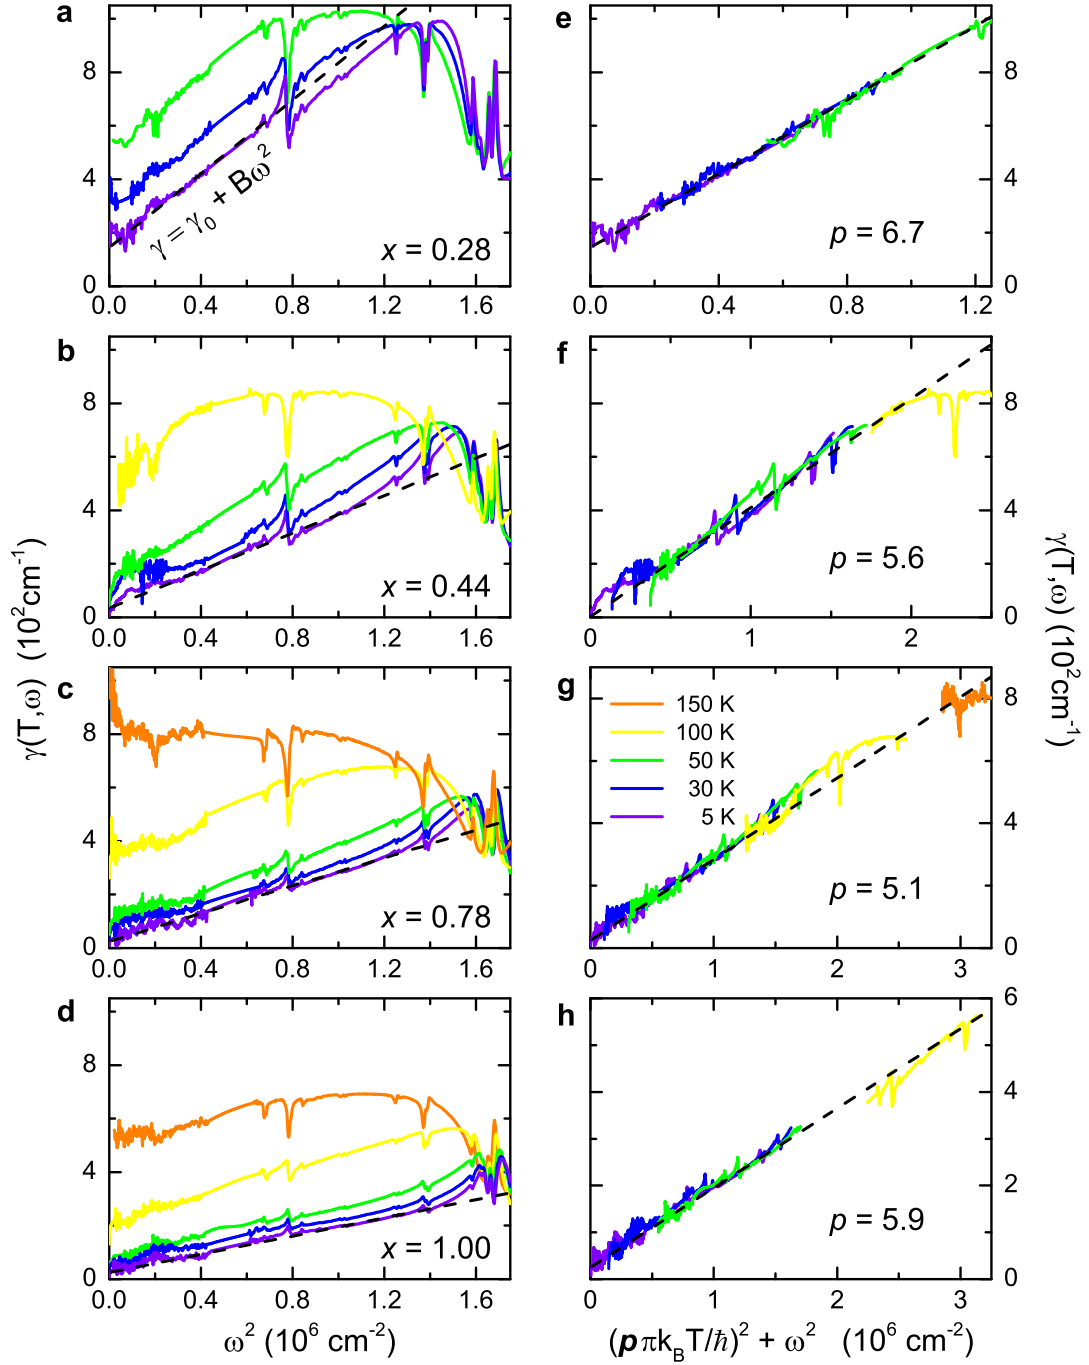 a
8
4
0
γ = γ₀ + Bω²
x = 0.28
0.0 0.4 0.8 1.2 1.6
e
8
4
0
p = 6.7
0.0 0.4 0.8 1.2
b
8
4
0
x = 0.44
0.0 0.4 0.8 1.2 1.6
f
8
4
0
p = 5.6
0 1 2
γ(T,ω) (10²cm⁻¹)
γ(T,ω) (10²cm⁻¹)
c
8
4
0
x = 0.78
0.0 0.4 0.8 1.2 1.6
g
150 K
100 K
50 K
30 K
5 K
8
4
0
p = 5.1
0 1 2 3
d
8
4
0
x = 1.00
0.0 0.4 0.8 1.2 1.6
ω² (10⁶ cm⁻²)
h
6
4
2
0
p = 5.9
0 1 2 3
(pπk_BT/ħ)² + ω² (10⁶ cm⁻²)